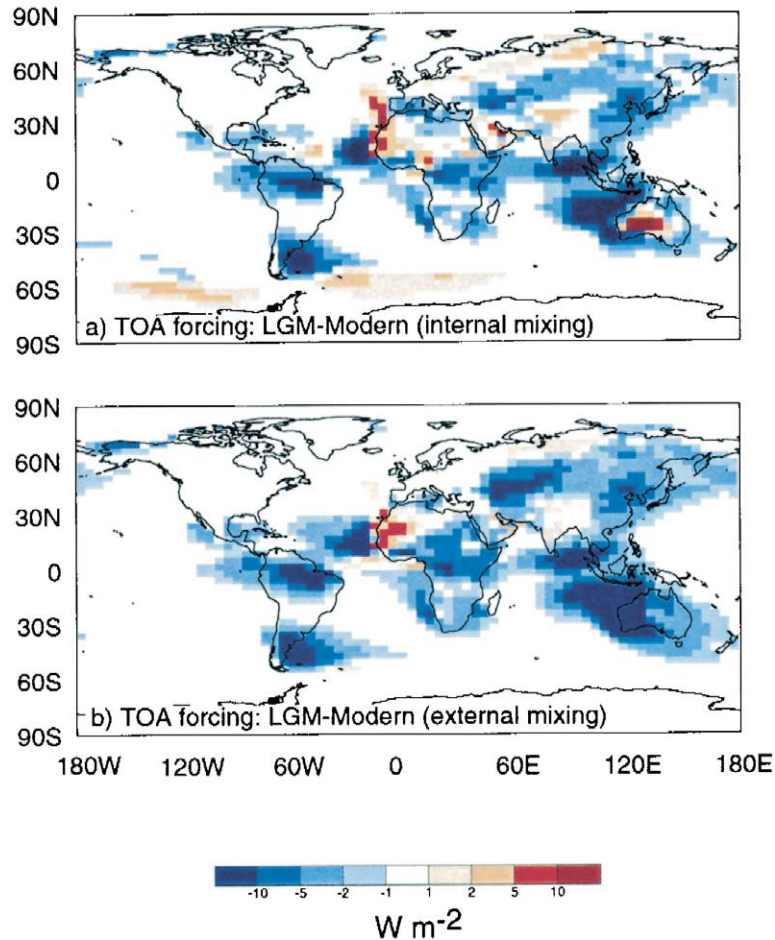 90N
60N
30N
0
30S
60S
90S
a) TOA forcing: LGM-Modern (internal mixing)
90N
60N
30N
0
30S
60S
90S
b) TOA forcing: LGM-Modern (external mixing)
180W 120W 60W 0 60E 120E 180E
-10 -5 -2 -1 1 2 5 10
W m-2